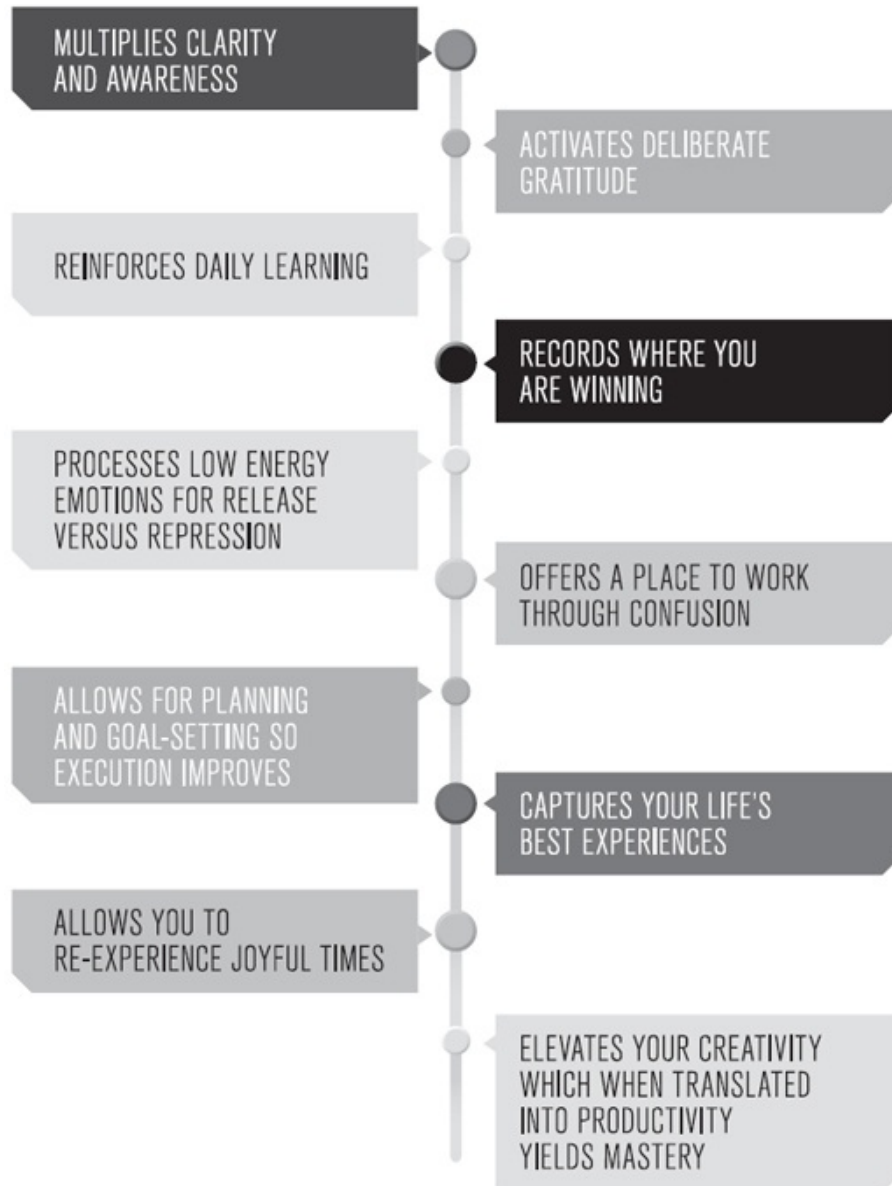 MULTIPLIES CLARITY
AND AWARENESS
ACTIVATES DELIBERATE
GRATITUDE
REINFORCES DAILY LEARNING
RECORDS WHERE YOU
ARE WINNING
PROCESSES LOW ENERGY
EMOTIONS FOR RELEASE
VERSUS REPRESSION
OFFERS A PLACE TO WORK
THROUGH CONFUSION
ALLOWS FOR PLANNING
AND GOAL-SETTING SO
EXECUTION IMPROVES
CAPTURES YOUR LIFE'S
BEST EXPERIENCES
ALLOWS YOU TO
RE-EXPERIENCE JOYFUL TIMES
ELEVATES YOUR CREATIVITY
WHICH WHEN TRANSLATED
INTO PRODUCTIVITY
YIELDS MASTERY